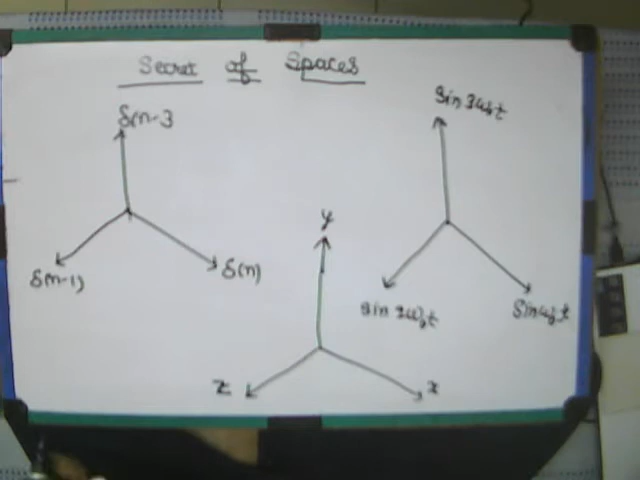 Secret of Spaces
δ(n-3
δ(n-1)
δ(n)
y
z
x
Sin 3ω₀t
Sin 2ω₀t
Sinω₀t